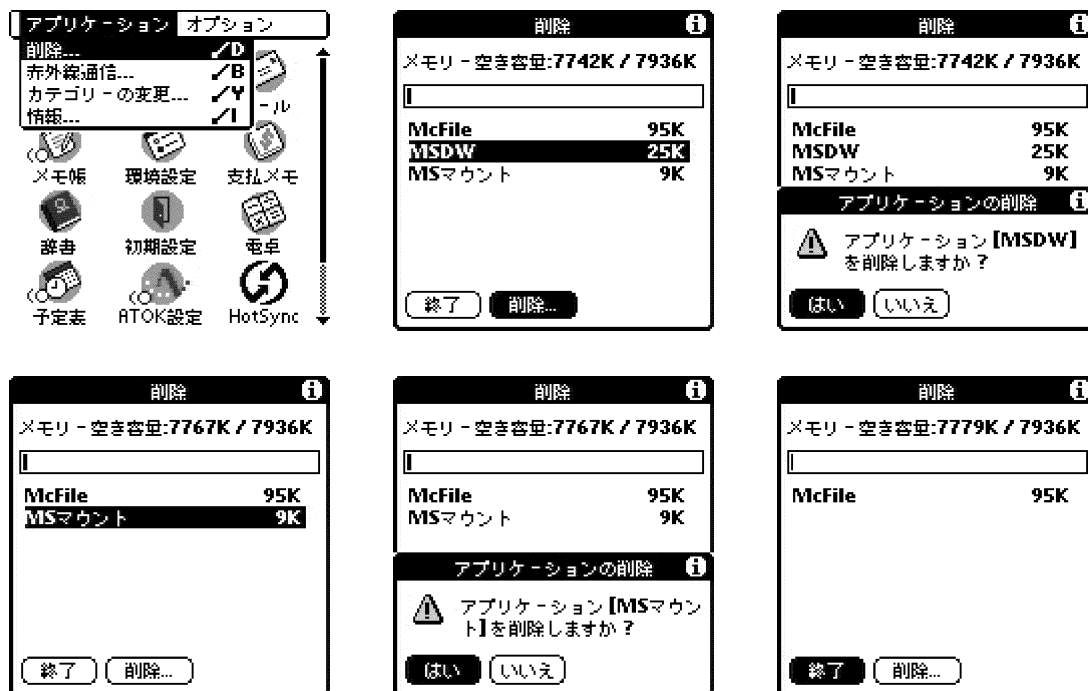 アプリケーション オプション
削除... /D
赤外線通信... /B
カテゴリーの変更... /Y
情報... /I
ール
メモ帳 環境設定 支払メモ
辞書 初期設定 電卓
予定表 ATOK設定 HotSync
削除
メモリー空き容量:7742K / 7936K
McFile 95K
MSDW 25K
MSマウント 9K
終了 削除...
削除
メモリー空き容量:7742K / 7936K
McFile 95K
MSDW 25K
MSマウント 9K
アプリケーションの削除
アプリケーション[MSDW]
を削除しますか？
はい いいえ
削除
メモリー空き容量:7767K / 7936K
McFile 95K
MSマウント 9K
終了 削除...
削除
メモリー空き容量:7767K / 7936K
McFile 95K
MSマウント 9K
アプリケーションの削除
アプリケーション[MSマウン
ト]を削除しますか？
はい いいえ
削除
メモリー空き容量:7779K / 7936K
McFile 95K
終了 削除...